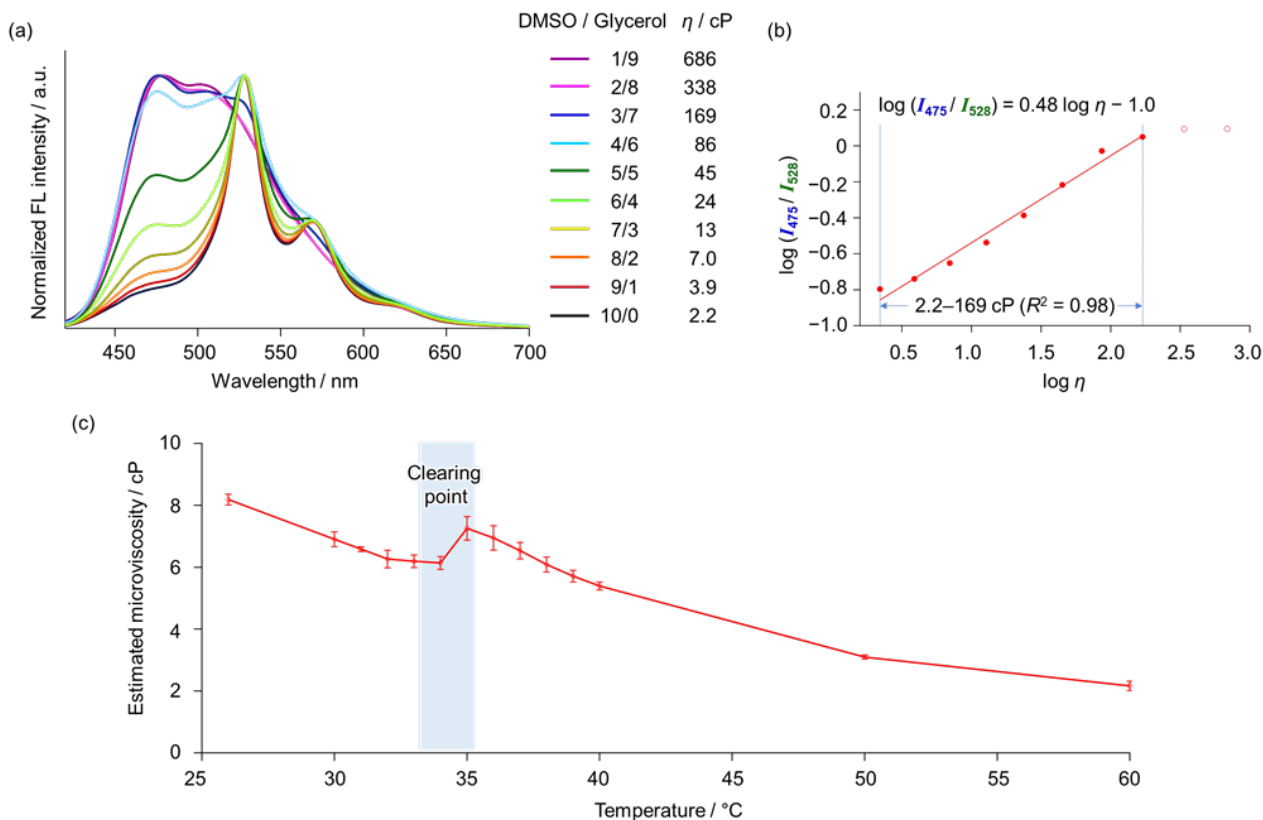 (a)
Normalized FL intensity / a.u.
450 500 550 600 650 700
Wavelength / nm
DMSO / Glycerol η / cP
1/9 686
2/8 338
3/7 169
4/6 86
5/5 45
6/4 24
7/3 13
8/2 7.0
9/1 3.9
10/0 2.2
(b)
log (I475 / I528) = 0.48 log η − 1.0
log (I475 / I528)
0
−0.2
−0.4
−0.6
−0.8
−1.0
2.2–169 cP (R² = 0.98)
0.5 1.0 1.5 2.0 2.5 3.0
log η
(c)
Estimated microviscosity / cP
10
8
6
4
2
0
Clearing
point
25 30 35 40 45 50 55 60
Temperature / °C